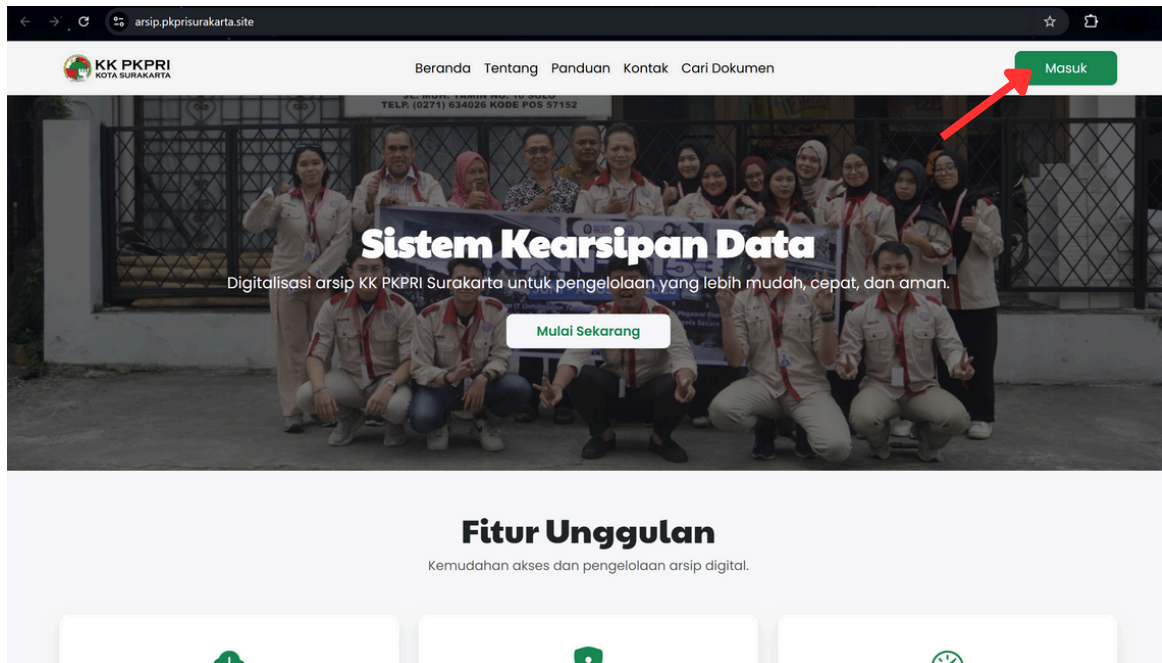 arsip.pkprisurakarta.site
KK PKPRI
KOTA SURAKARTA
Beranda Tentang Panduan Kontak Cari Dokumen
Masuk
TELP. (0271) 634026 KODE POS 57152
Sistem Kearsipan Data
Digitalisasi arsip KK PKPRI Surakarta untuk pengelolaan yang lebih mudah, cepat, dan aman.
Mulai Sekarang
Fitur Unggulan
Kemudahan akses dan pengelolaan arsip digital.